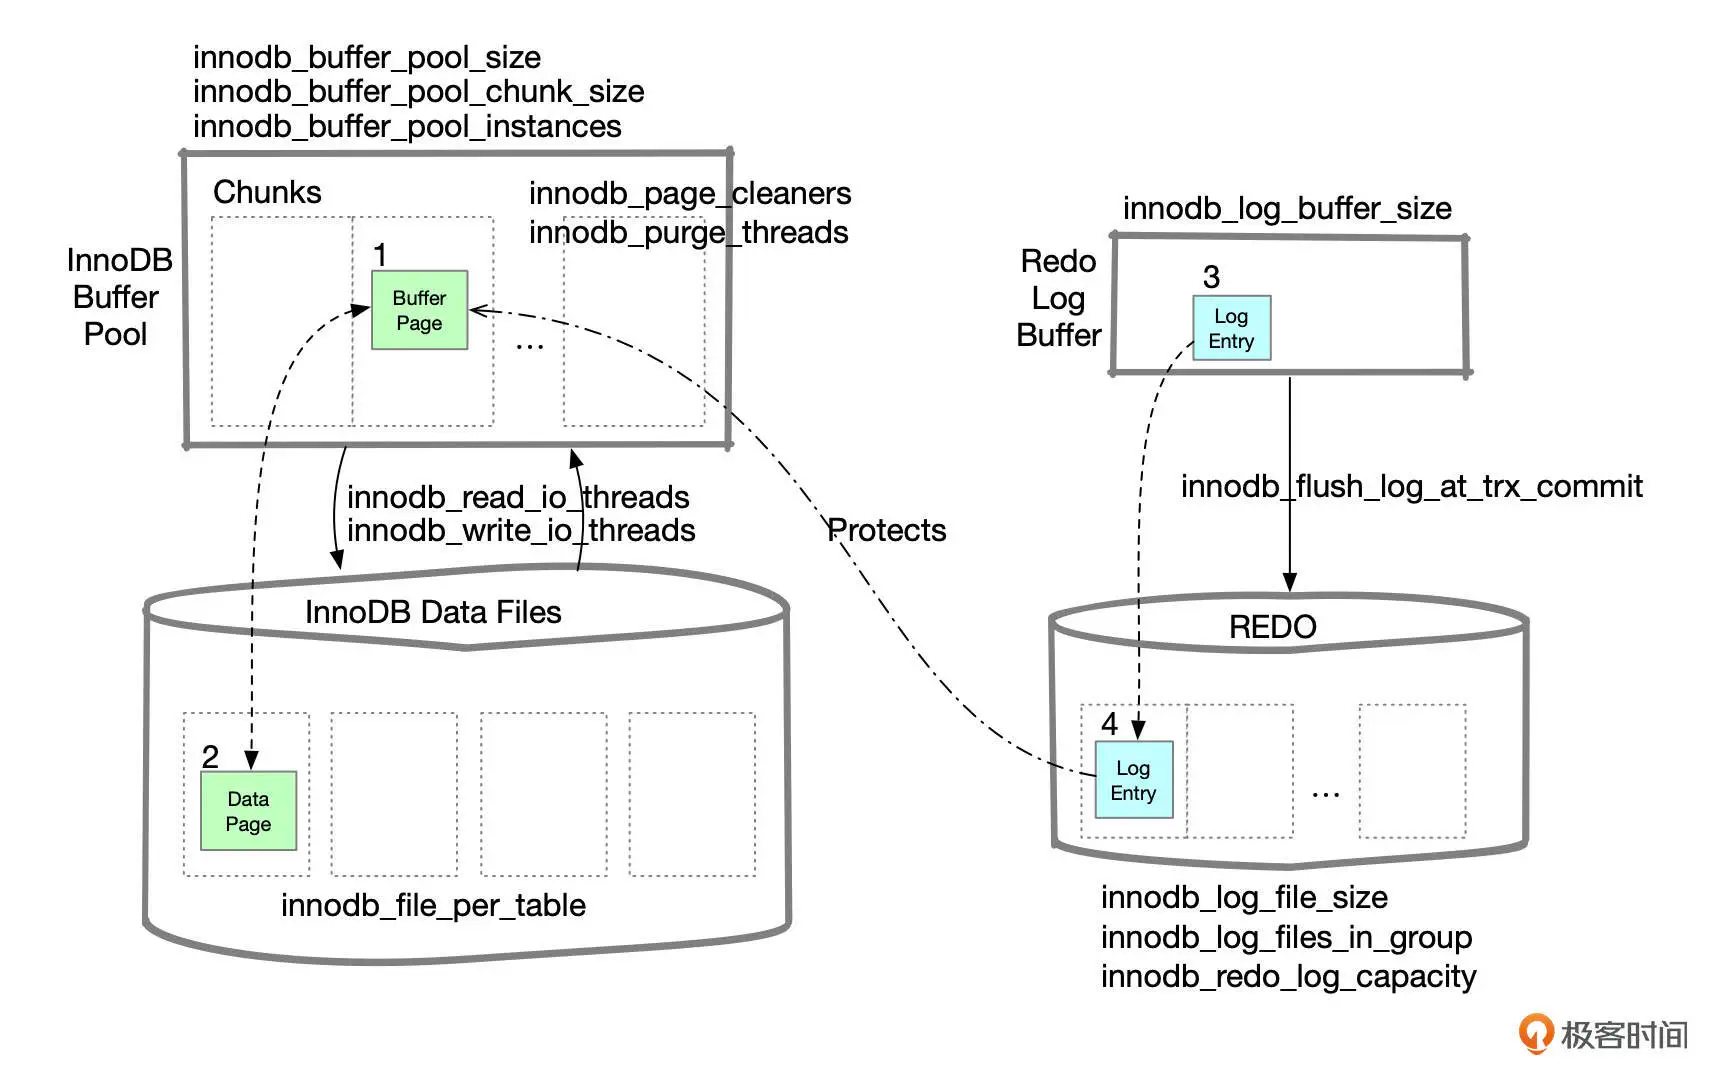 innodb_buffer_pool_size
innodb_buffer_pool_chunk_size
innodb_buffer_pool_instances
Chunks
innodb_page_cleaners
innodb_purge_threads
InnoDB
Buffer
Pool
1
Buffer
Page
...
innodb_read_io_threads
innodb_write_io_threads
InnoDB Data Files
2
Data
Page
innodb_file_per_table
Protects
innodb_log_buffer_size
Redo
Log
Buffer
3
Log
Entry
innodb_flush_log_at_trx_commit
REDO
4
Log
Entry
...
innodb_log_file_size
innodb_log_files_in_group
innodb_redo_log_capacity
极客时间